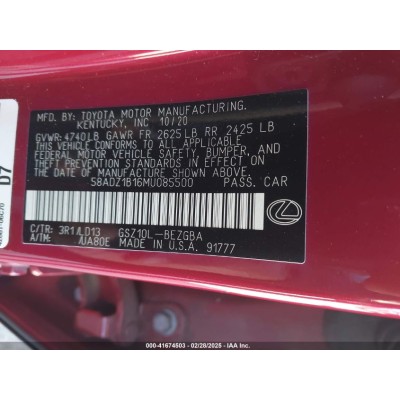 MFD. BY: TOYOTA MOTOR MANUFACTURING,
KENTUCKY, INC 10/20
GVWR:4740LB GAWR FR 2625LB RR 2425 LB
THIS VEHICLE CONFORMS TO ALL APPLICABLE
FEDERAL MOTOR VEHICLE SAFETY, BUMPER, AND
THEFT PREVENTION STANDARDS IN EFFECT ON
THE DATE OF MANUFACTURE SHOWN ABOVE.
58ADZ1B16MU085500 PASS. CAR
C/TR: 3R1/LD13 GSZ10L-BEZGBA
A/TM: /UA80E MADE IN U.S.A. 91777
D7
000-41674503 — 02/28/2025 — IAA Inc.